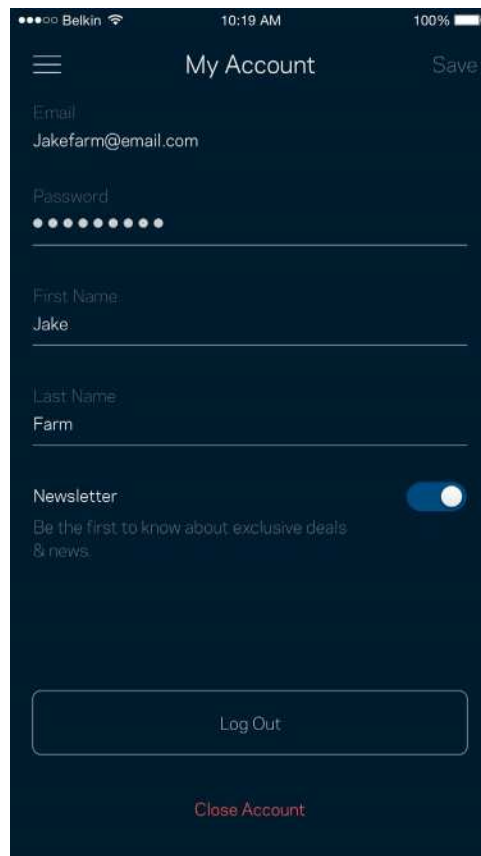 Belkin 10:19 AM 100%
My Account Save
Email
Jakefarm@email.com
Password
First Name
Jake
Last Name
Farm
Newsletter
Be the first to know about exclusive deals
& news.
Log Out
Close Account